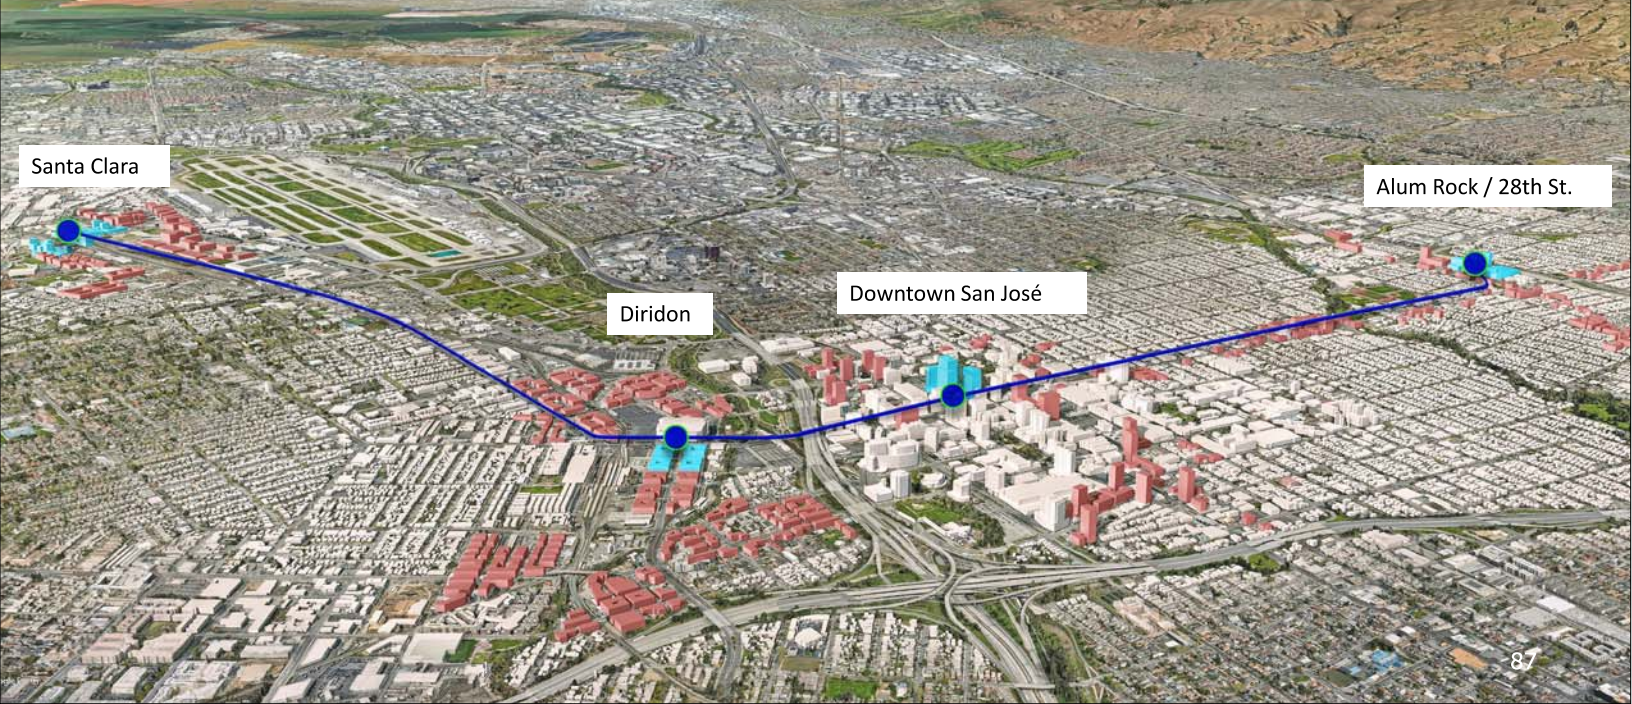 Santa Clara
Alum Rock / 28th St.
Downtown San José
Diridon
87